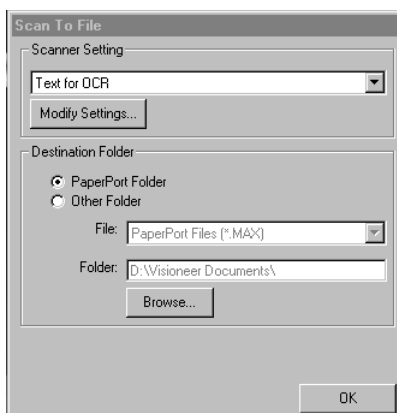 Scan To File
Scanner Setting
Text for OCR
Modify Settings...
Destination Folder
PaperPort Folder
Other Folder
File: PaperPort Files (*.MAX)
Folder: D:\Visioneer Documents\
Browse...
OK